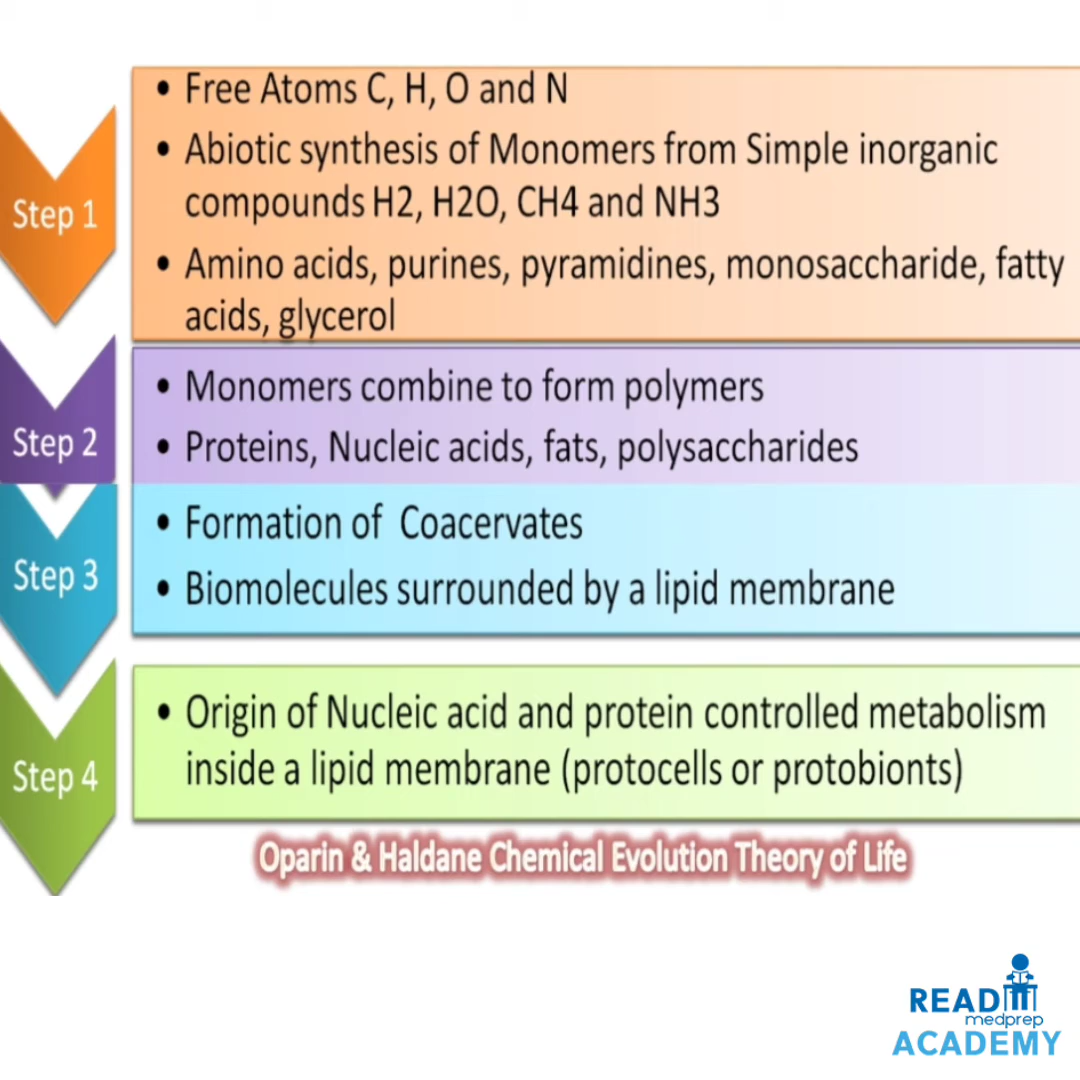 • Free Atoms C, H, O and N
• Abiotic synthesis of Monomers from Simple inorganic
compounds H2, H2O, CH4 and NH3
Step 1
• Amino acids, purines, pyramidines, monosaccharide, fatty
acids, glycerol
• Monomers combine to form polymers
Step 2
• Proteins, Nucleic acids, fats, polysaccharides
• Formation of Coacervates
Step 3
• Biomolecules surrounded by a lipid membrane
• Origin of Nucleic acid and protein controlled metabolism
Step 4
inside a lipid membrane (protocells or protobionts)
Oparin & Haldane Chemical Evolution Theory of Life
READ
medprep
ACADEMY